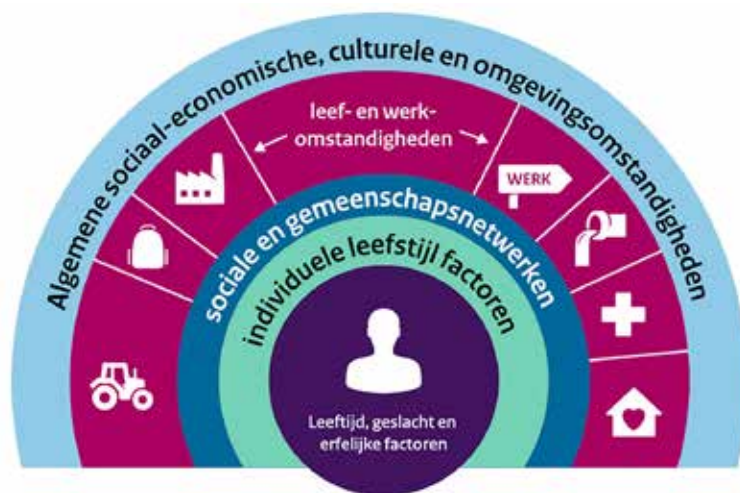 Algemene sociaal-economische, culturele en omgevingsomstandigheden
leef- en werk-
omstandigheden
WERK
sociale en gemeenschapsnetwerken
individuele leefstijl factoren
Leeftijd, geslacht en
erfelijke factoren